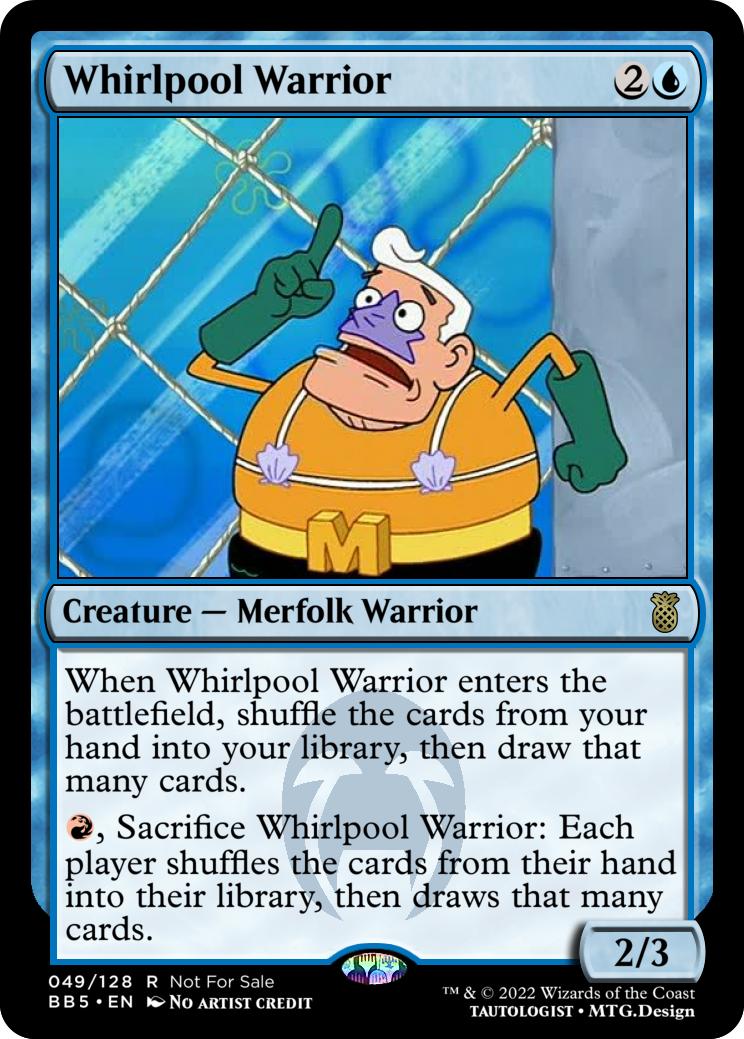 Whirlpool Warrior 2
M
Creature — Merfolk Warrior
When Whirlpool Warrior enters the
battlefield, shuffle the cards from your
hand into your library, then draw that
many cards.
, Sacrifice Whirlpool Warrior: Each
player shuffles the cards from their hand
into their library, then draws that many
cards.
2/3
049/128 R Not For Sale
BB5 • EN No artist credit
™ & © 2022 Wizards of the Coast
TAUTOLOGIST • MTG.Design